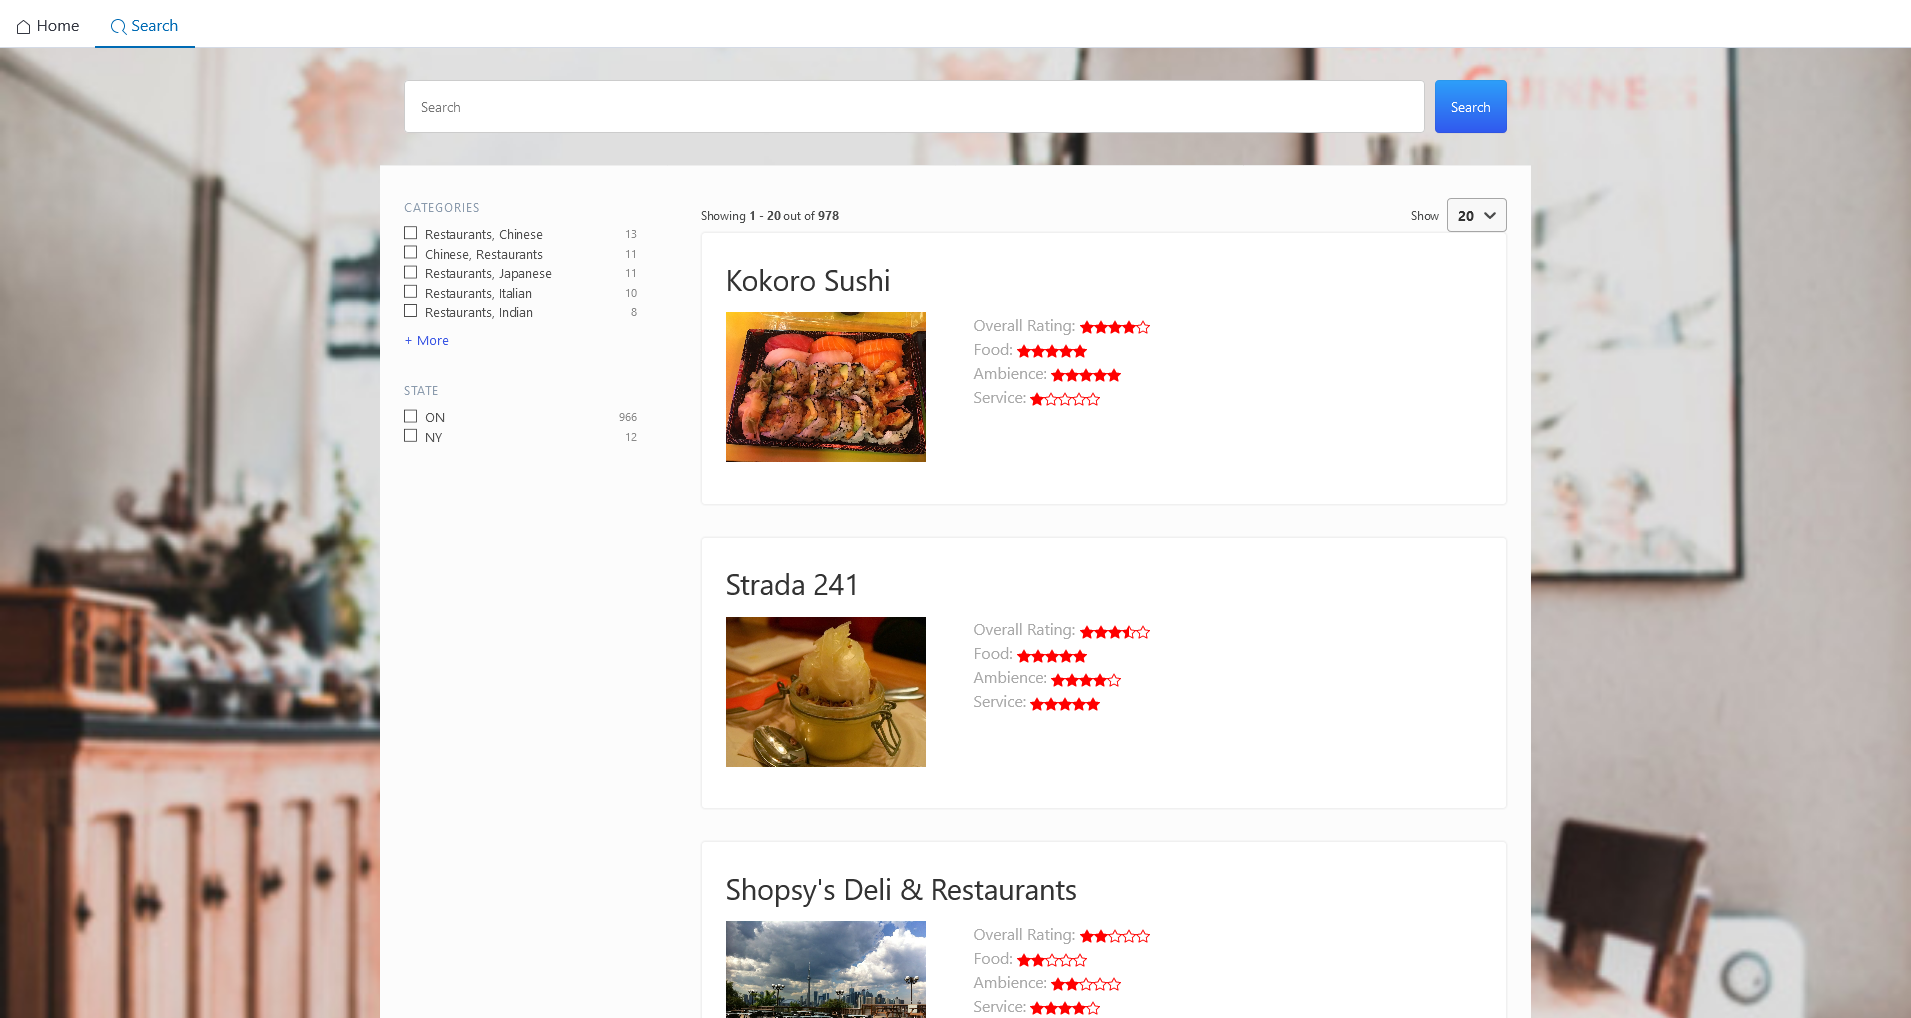 Home
Search
GUINNESS
Search
Search
CATEGORIES
Restaurants, Chinese 13
Chinese, Restaurants 11
Restaurants, Japanese 11
Restaurants, Italian 10
Restaurants, Indian 8
+ More
STATE
ON 966
NY 12
Showing 1 - 20 out of 978
Show 20
Kokoro Sushi
Overall Rating:
Food:
Ambience:
Service:
Strada 241
Overall Rating:
Food:
Ambience:
Service:
Shopsy's Deli & Restaurants
Overall Rating:
Food:
Ambience:
Service: